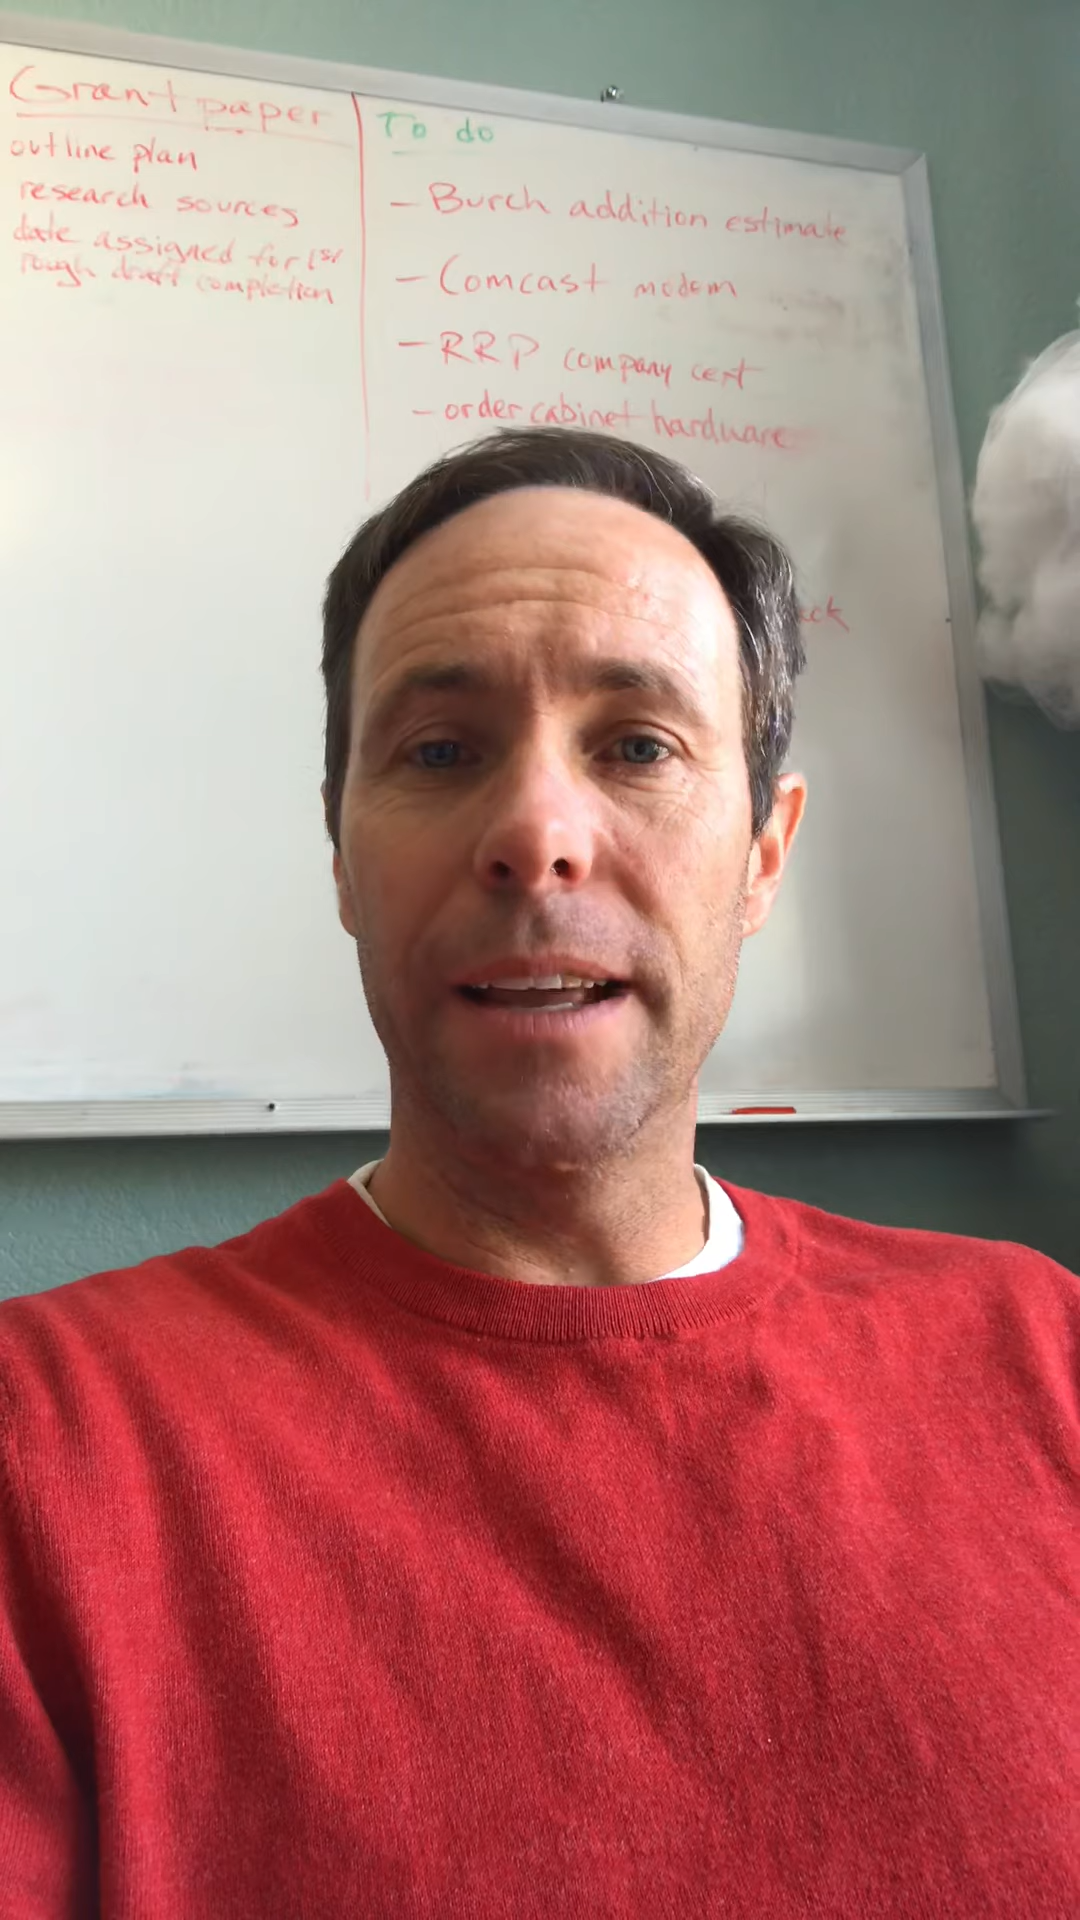 Grant paper
outline plan
research sources
date assigned for 1st
rough draft completion
To do
- Burch addition estimate
- Comcast modem
- RRP company cert
- order cabinet hardware